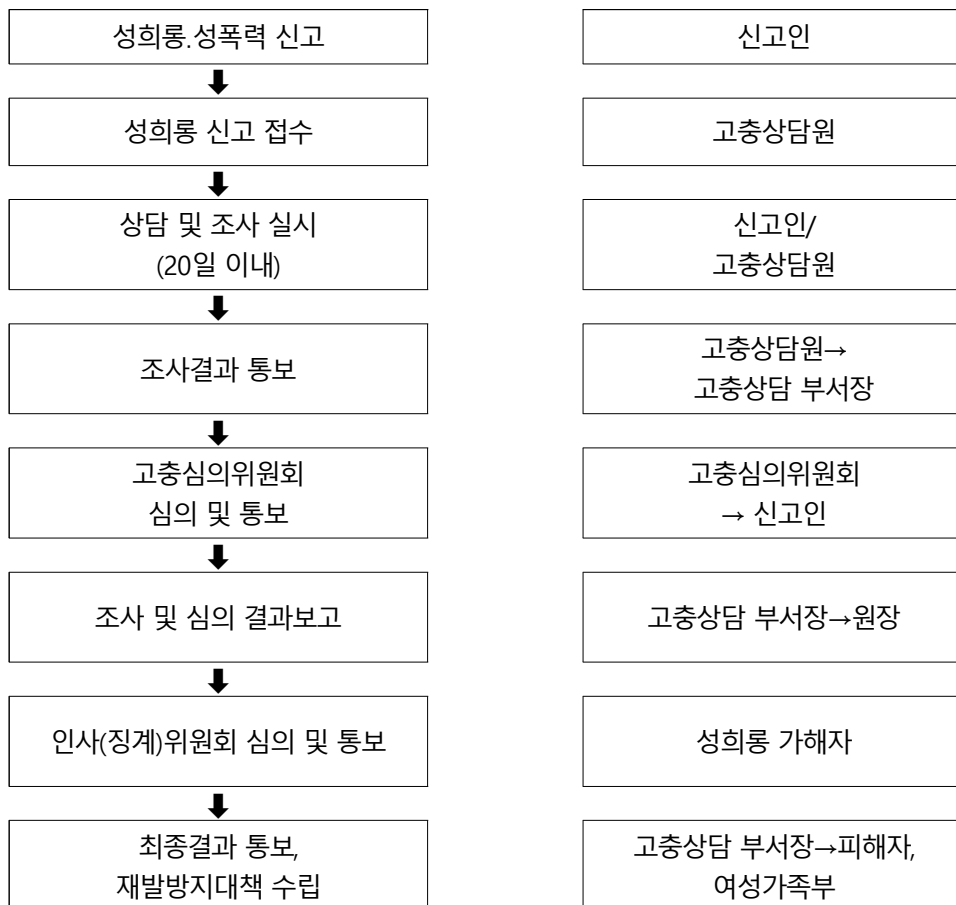 성희롱.성폭력 신고
신고인
성희롱 신고 접수
고충상담원
상담 및 조사 실시
(20일 이내)
신고인/
고충상담원
조사결과 통보
고충상담원→
고충상담 부서장
고충심의위원회
심의 및 통보
고충심의위원회
→ 신고인
조사 및 심의 결과보고
고충상담 부서장→원장
인사(징계)위원회 심의 및 통보
성희롱 가해자
최종결과 통보,
재발방지대책 수립
고충상담 부서장→피해자,
여성가족부